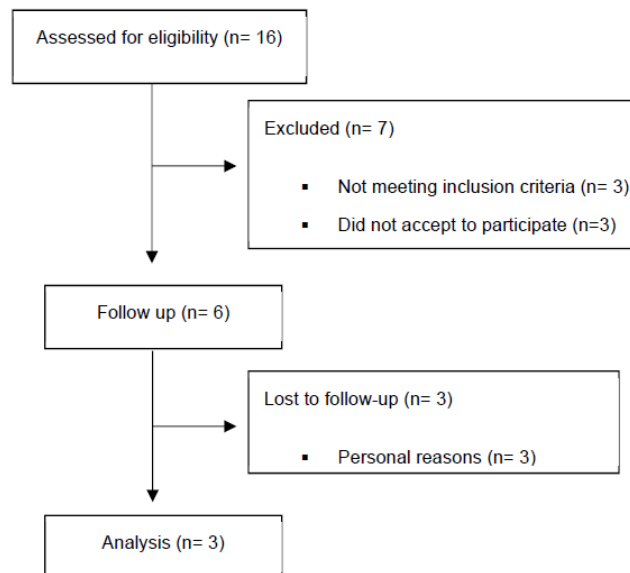 Assessed for eligibility (n= 16)
Excluded (n= 7)
▪ Not meeting inclusion criteria (n= 3)
▪ Did not accept to participate (n=3)
Follow up (n= 6)
Lost to follow-up (n= 3)
▪ Personal reasons (n= 3)
Analysis (n= 3)